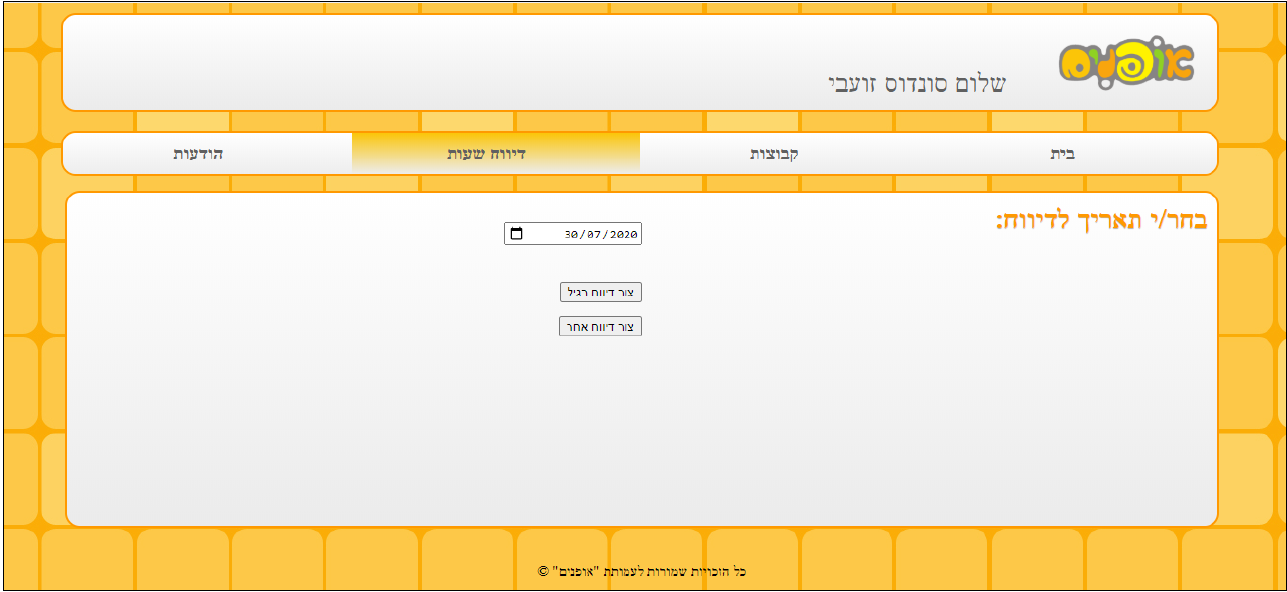 אופנים
שלום סונדוס זועבי
בית
קבוצות
דיווח שעות
הודעות
בחר/י תאריך לדיווח:
30/07/2020
צור דיווח רגיל
צור דיווח אחר
כל הזכויות שמורות לעמותת "אופנים" ©